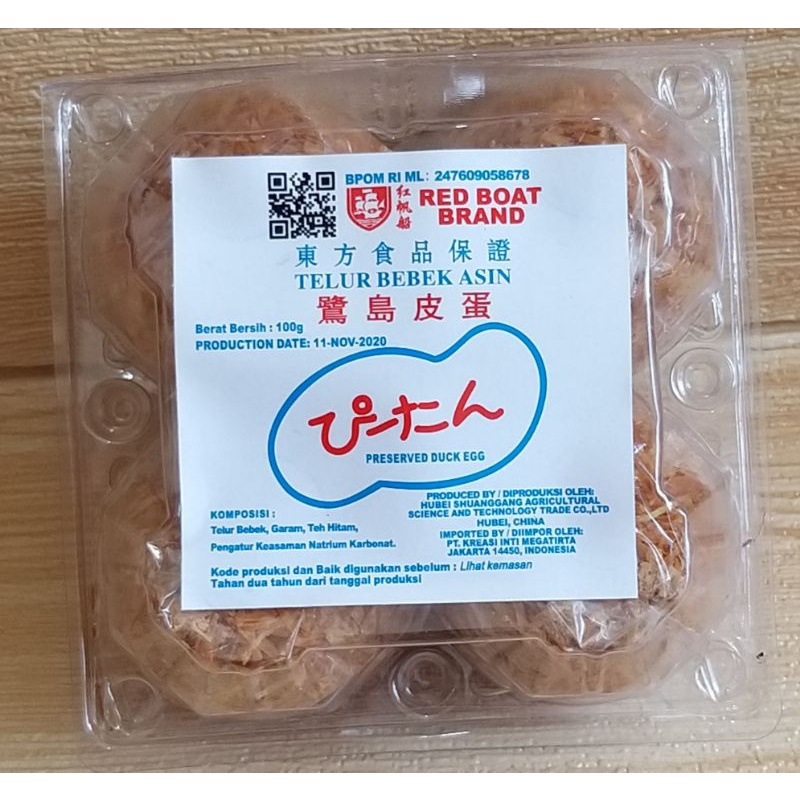 BPOM RI ML: 247609058678
紅帆船
RED BOAT
BRAND
東方食品保證
TELUR BEBEK ASIN
鷺島皮蛋
Berat Bersih : 100g
PRODUCTION DATE: 11-NOV-2020
ぴーたん
PRESERVED DUCK EGG
KOMPOSISI :
Telur Bebek, Garam, Teh Hitam,
Pengatur Keasaman Natrium Karbonat.
PRODUCED BY / DIPRODUKSI OLEH:
HUBEI SHUANGGANG AGRICULTURAL
SCIENCE AND TECHNOLOGY TRADE CO.,LTD
HUBEI, CHINA
IMPORTED BY / DIIMPOR OLEH:
PT. KREASI INTI MEGATIRTA
JAKARTA 14450, INDONESIA
Kode produksi dan Baik digunakan sebelum : Lihat kemasan
Tahan dua tahun dari tanggal produksi